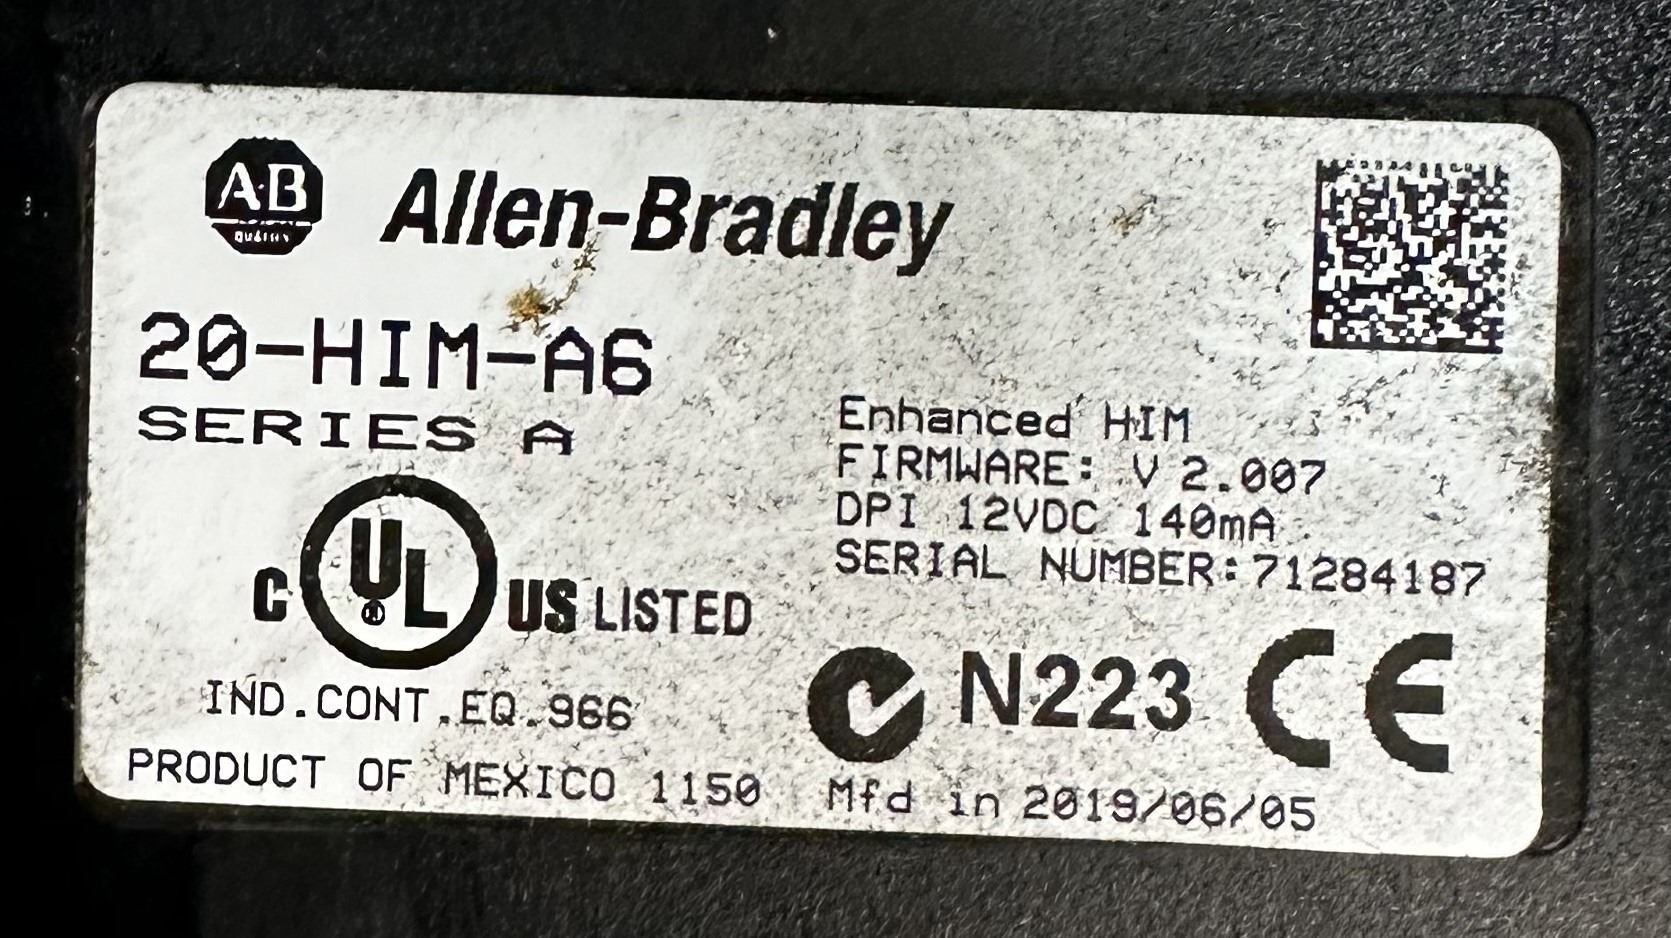 A·B
QUALITY
Allen-Bradley
20-HIM-A6
SERIES A
Enhanced HIM
FIRMWARE: V 2.007
DPI 12VDC 140mA
SERIAL NUMBER:71284187
C UL US LISTED
IND.CONT.EQ.966
N223 CE
PRODUCT OF MEXICO 1150
Mfd in 2019/06/05